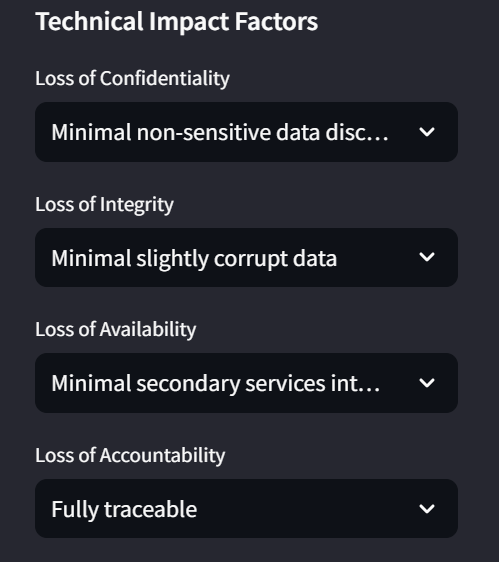 Technical Impact Factors
Loss of Confidentiality
Minimal non-sensitive data disc...
Loss of Integrity
Minimal slightly corrupt data
Loss of Availability
Minimal secondary services int...
Loss of Accountability
Fully traceable